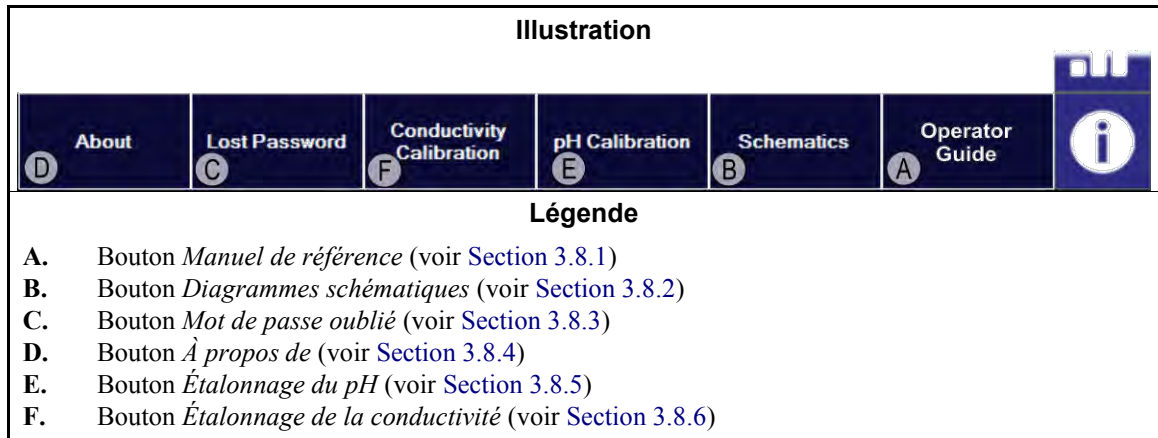 Illustration
About
D
Lost Password
C
Conductivity
Calibration
F
pH Calibration
E
Schematics
B
Operator
Guide
A
i
Légende
A. Bouton Manuel de référence (voir Section 3.8.1)
B. Bouton Diagrammes schématiques (voir Section 3.8.2)
C. Bouton Mot de passe oublié (voir Section 3.8.3)
D. Bouton À propos de (voir Section 3.8.4)
E. Bouton Étalonnage du pH (voir Section 3.8.5)
F. Bouton Étalonnage de la conductivité (voir Section 3.8.6)